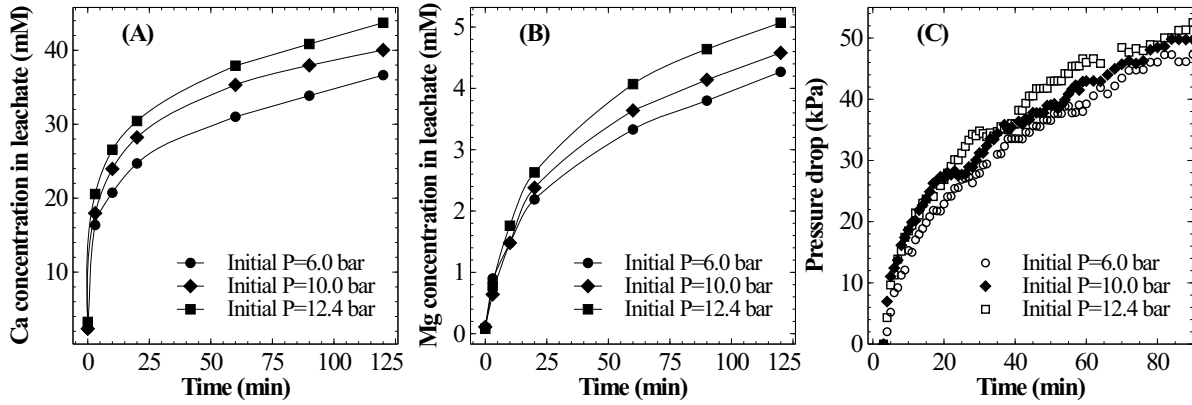 Ca concentration in leachate (mM)
40
30
20
10
(A)
Initial P=6.0 bar
Initial P=10.0 bar
Initial P=12.4 bar
0 25 50 75 100 125
Time (min)
Mg concentration in leachate (mM)
5
4
3
2
1
0
(B)
Initial P=6.0 bar
Initial P=10.0 bar
Initial P=12.4 bar
0 25 50 75 100 125
Time (min)
Pressure drop (kPa)
50
40
30
20
10
0
(C)
Initial P=6.0 bar
Initial P=10.0 bar
Initial P=12.4 bar
0 20 40 60 80
Time (min)